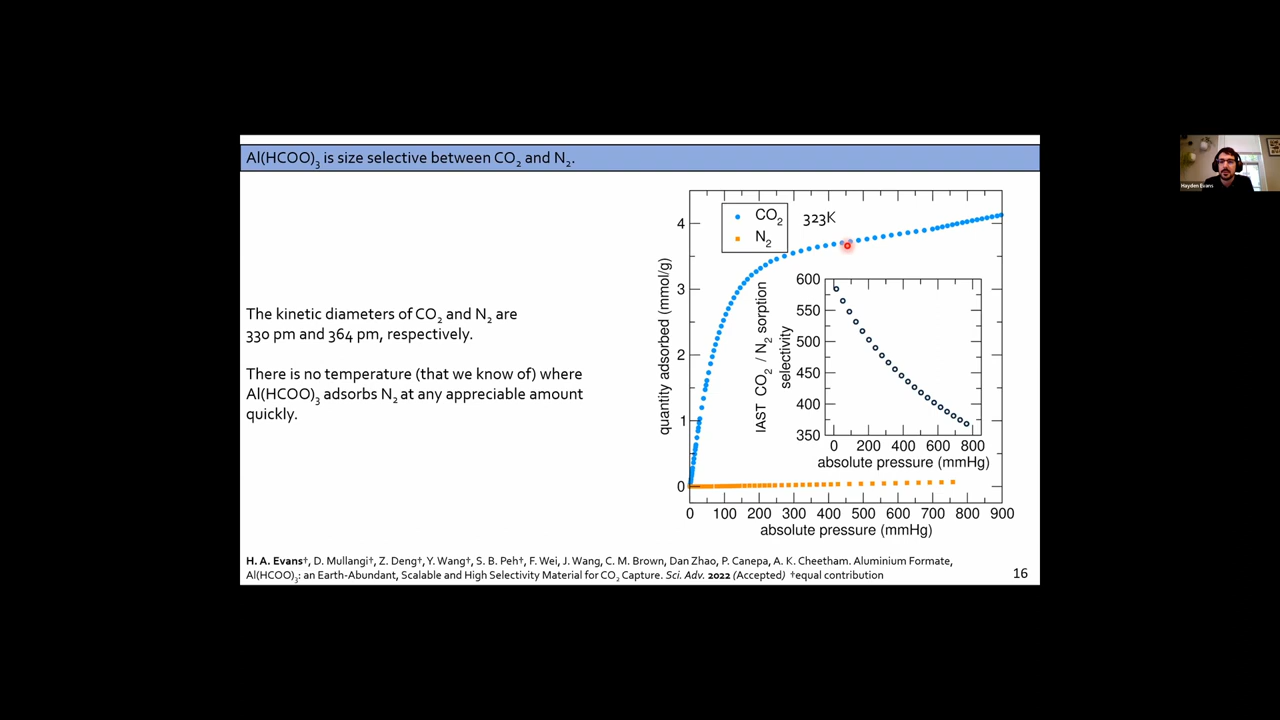 Al(HCOO)₃ is size selective between CO₂ and N₂.
The kinetic diameters of CO₂ and N₂ are
330 pm and 364 pm, respectively.
There is no temperature (that we know of) where
Al(HCOO)₃ adsorbs N₂ at any appreciable amount
quickly.
CO₂
N₂
323K
quantity adsorbed (mmol/g)
4
3
2
1
0
0 100 200 300 400 500 600 700 800 900
absolute pressure (mmHg)
IAST CO₂ / N₂ sorption
selectivity
600
550
500
450
400
350
0 200 400 600 800
absolute pressure (mmHg)
H. A. Evans†, D. Mullangi†, Z. Deng†, Y. Wang†, S. B. Peh†, F. Wei, J. Wang, C. M. Brown, Dan Zhao, P. Canepa, A. K. Cheetham. Aluminium Formate,
Al(HCOO)₃: an Earth-Abundant, Scalable and High Selectivity Material for CO₂ Capture. Sci. Adv. 2022 (Accepted) †equal contribution
16
Hayden Evans